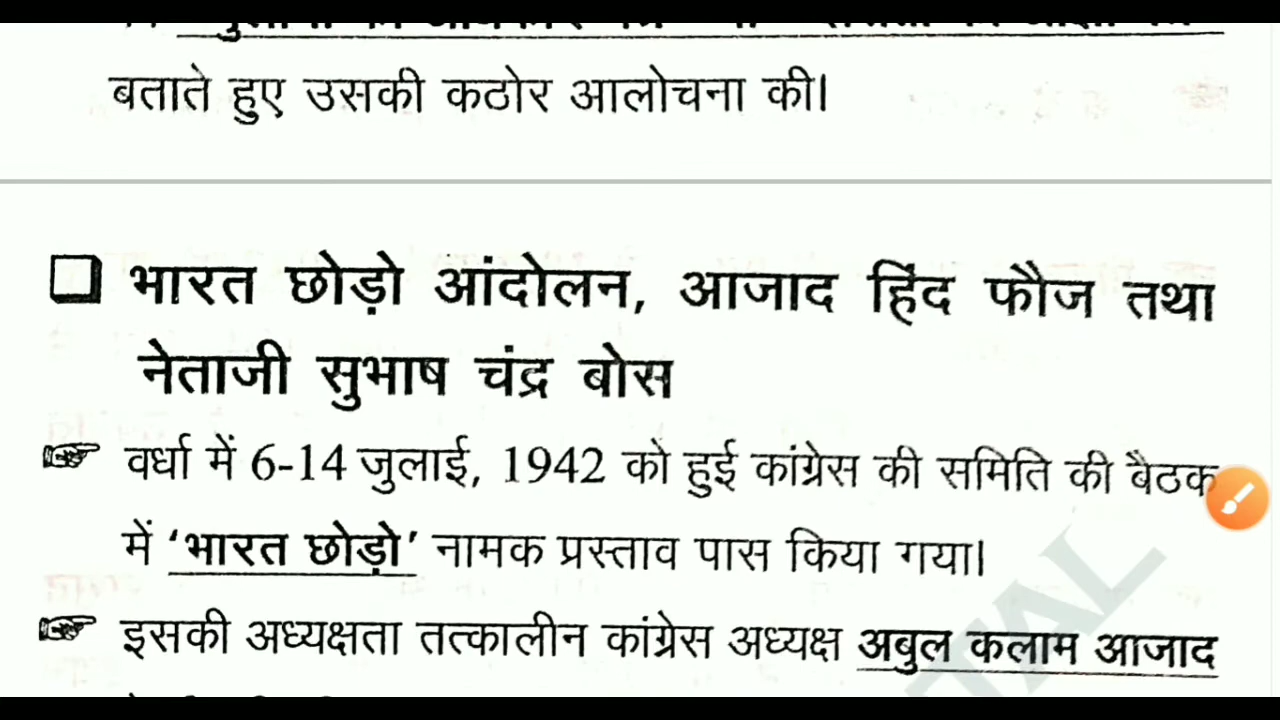 बताते हुए उसकी कठोर आलोचना की।
भारत छोड़ो आंदोलन, आजाद हिंद फौज तथा
नेताजी सुभाष चंद्र बोस
वर्धा में 6-14 जुलाई, 1942 को हुई कांग्रेस की समिति की बैठक
में ‘भारत छोड़ो’ नामक प्रस्ताव पास किया गया।
इसकी अध्यक्षता तत्कालीन कांग्रेस अध्यक्ष अबुल कलाम आजाद